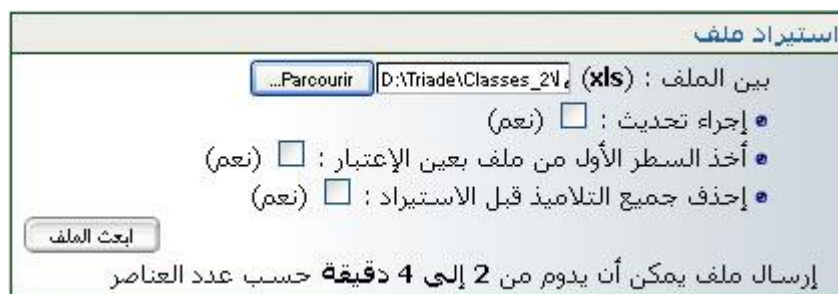 استيراد ملف
بين الملف : (xls) D:\Triade\Classes_2\ Parcourir...
إجراء تحديث : (نعم)
أخذ السطر الأول من ملف بعين الإعتبار : (نعم)
إحذف جميع التلاميذ قبل الاستيراد : (نعم)
ابعث الملف
إرسال ملف يمكن أن يدوم من 2 إلى 4 دقيقة حسب عدد العناصر